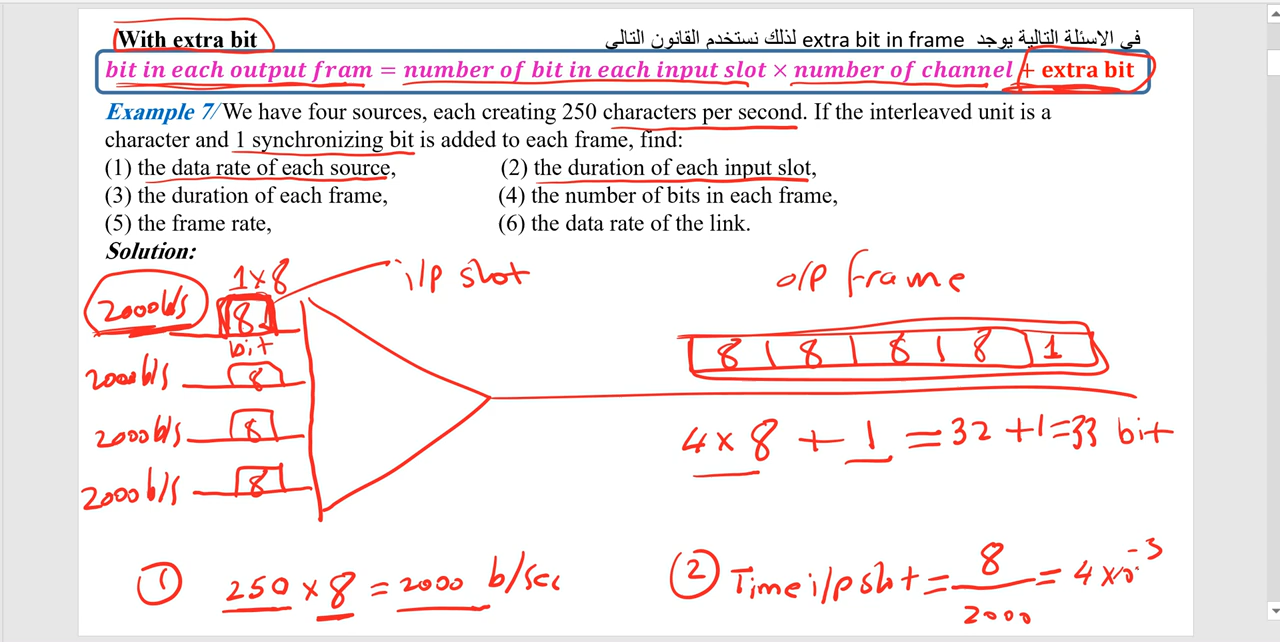 With extra bit
في الاسئلة التالية يوجد extra bit in frame لذلك نستخدم القانون التالي
bit in each output fram = number of bit in each input slot × number of channel + extra bit
Example 7/ We have four sources, each creating 250 characters per second. If the interleaved unit is a
character and 1 synchronizing bit is added to each frame, find:
(1) the data rate of each source, (2) the duration of each input slot,
(3) the duration of each frame, (4) the number of bits in each frame,
(5) the frame rate, (6) the data rate of the link.
Solution:
1×8 i/p slot o/p frame
2000b/s 8
bit
8 8 8 8 1
2000b/s 8
2000b/s 8
4 × 8 + 1 = 32 + 1 = 33 bit
2000b/s 8
① 250 × 8 = 2000 b/sec
② Time i/p slot = 8/2000 = 4 × 10⁻³